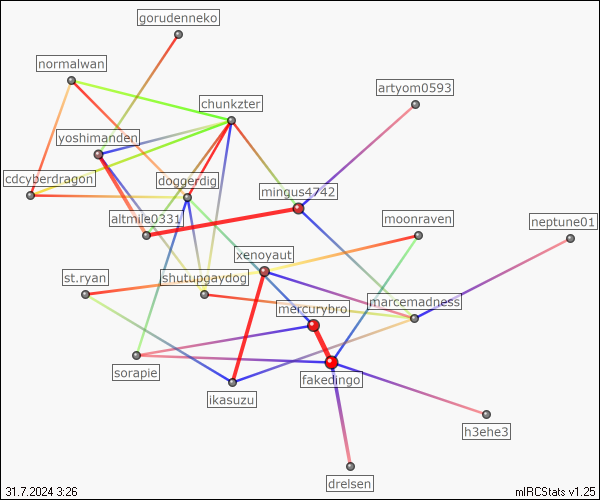 gorudenneko
normalwan
artyom0593
chunkzter
yoshimanden
cdcyberdragon
doggerdig
mingus4742
altmile0331
moonraven
neptune01
xenoyaut
st.ryan
shutupgaydog
marcemadness
mercurybro
sorapie
fakedingo
ikasuzu
h3ehe3
drelsen
31.7.2024 3:26
mIRCStats v1.25